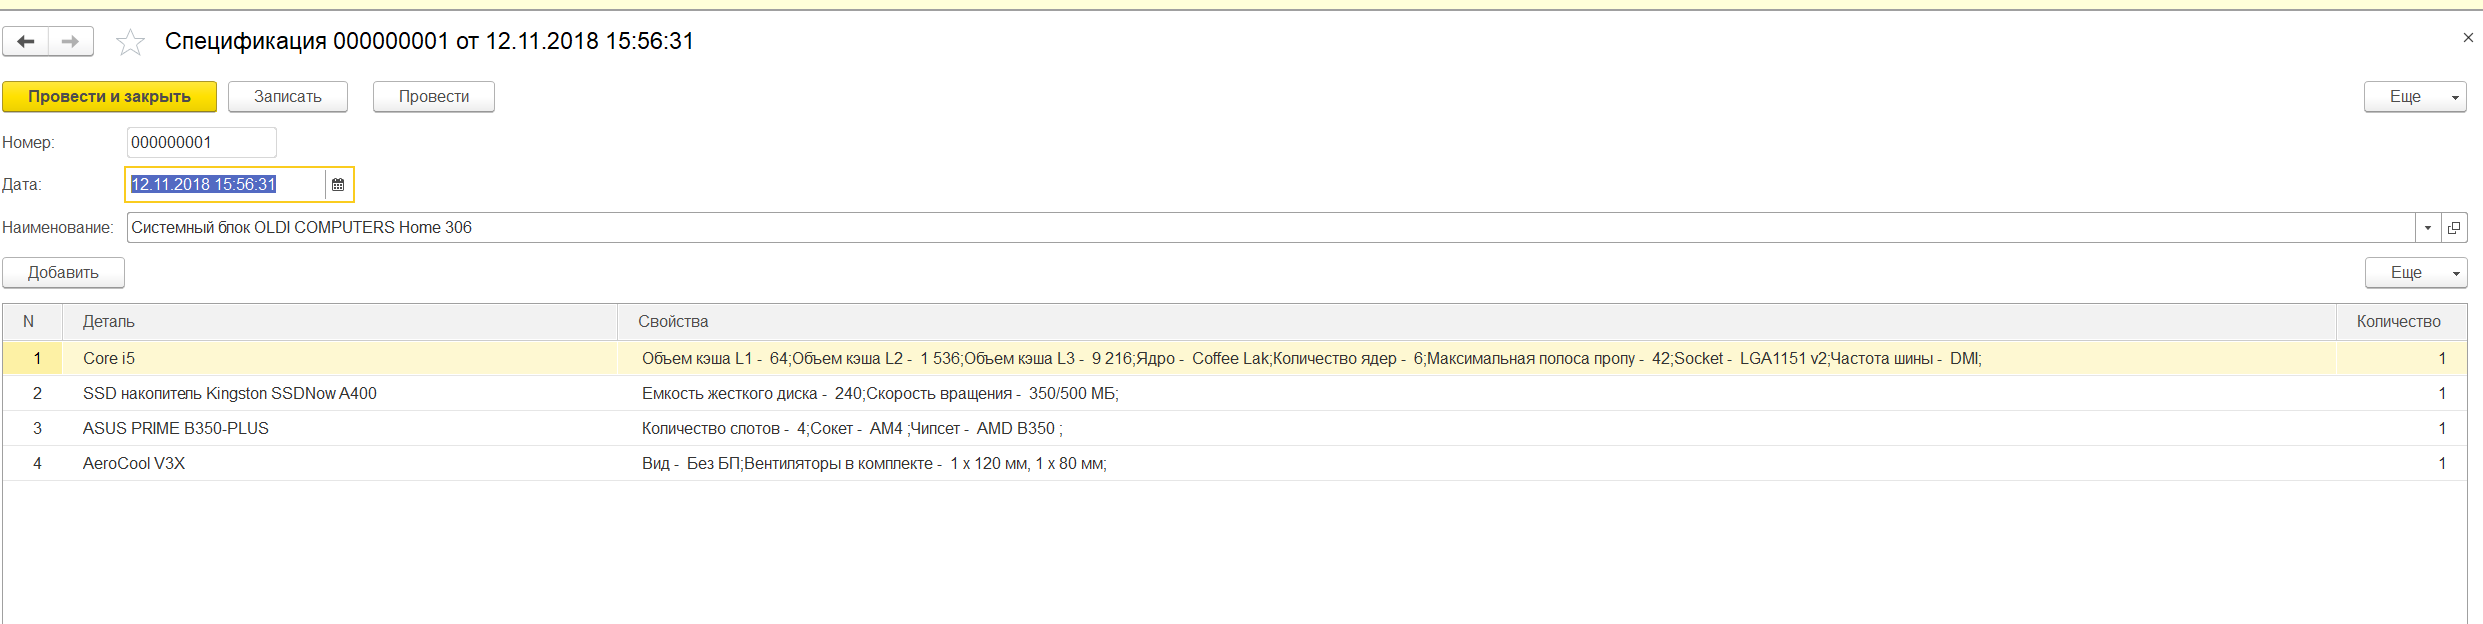 Спецификация 000000001 от 12.11.2018 15:56:31
Провести и закрыть Записать Провести Еще
Номер: 000000001
Дата: 12.11.2018 15:56:31
Наименование: Системный блок OLDI COMPUTERS Home 306
Добавить Еще
N Деталь Свойства Количество
1 Core i5 Объем кэша L1 - 64;Объем кэша L2 - 1 536;Объем кэша L3 - 9 216;Ядро - Coffee Lak;Количество ядер - 6;Максимальная полоса пропу - 42;Socket - LGA1151 v2;Частота шины - DMI; 1
2 SSD накопитель Kingston SSDNow A400 Емкость жесткого диска - 240;Скорость вращения - 350/500 МБ; 1
3 ASUS PRIME B350-PLUS Количество слотов - 4;Сокет - AM4 ;Чипсет - AMD B350 ; 1
4 AeroCool V3X Вид - Без БП;Вентиляторы в комплекте - 1 x 120 мм, 1 x 80 мм; 1